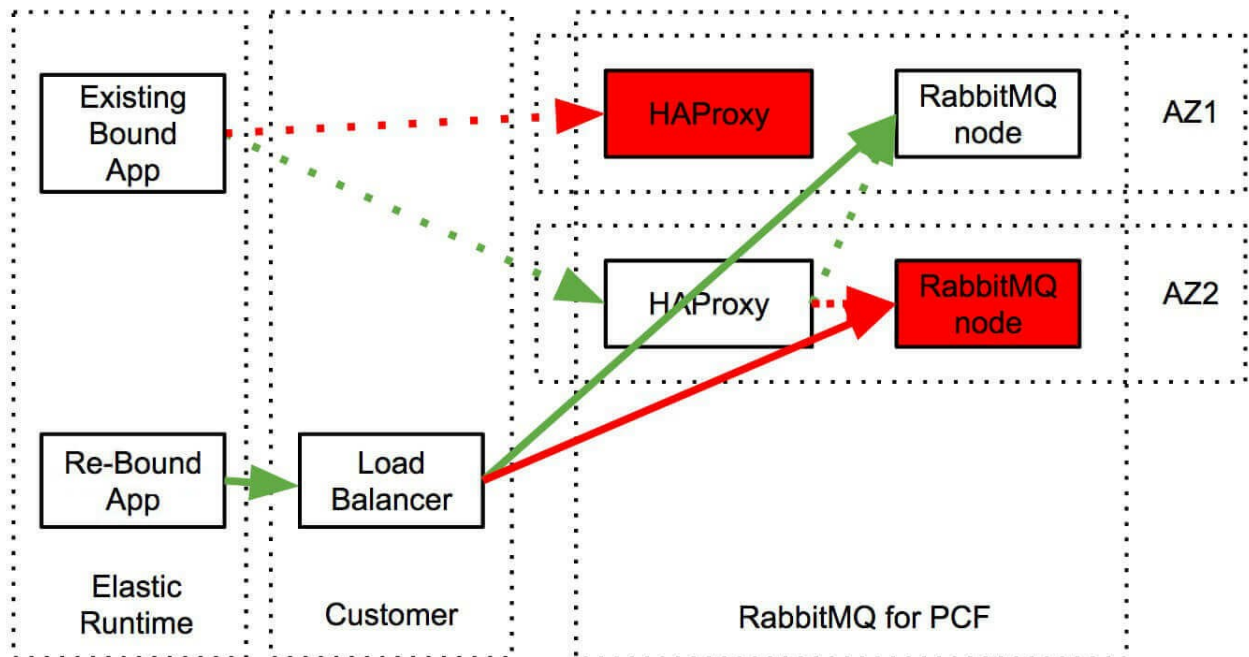 Existing
Bound
App
HAProxy
RabbitMQ
node
AZ1
HAProxy
RabbitMQ
node
AZ2
Re-Bound
App
Load
Balancer
Elastic
Runtime
Customer
RabbitMQ for PCF